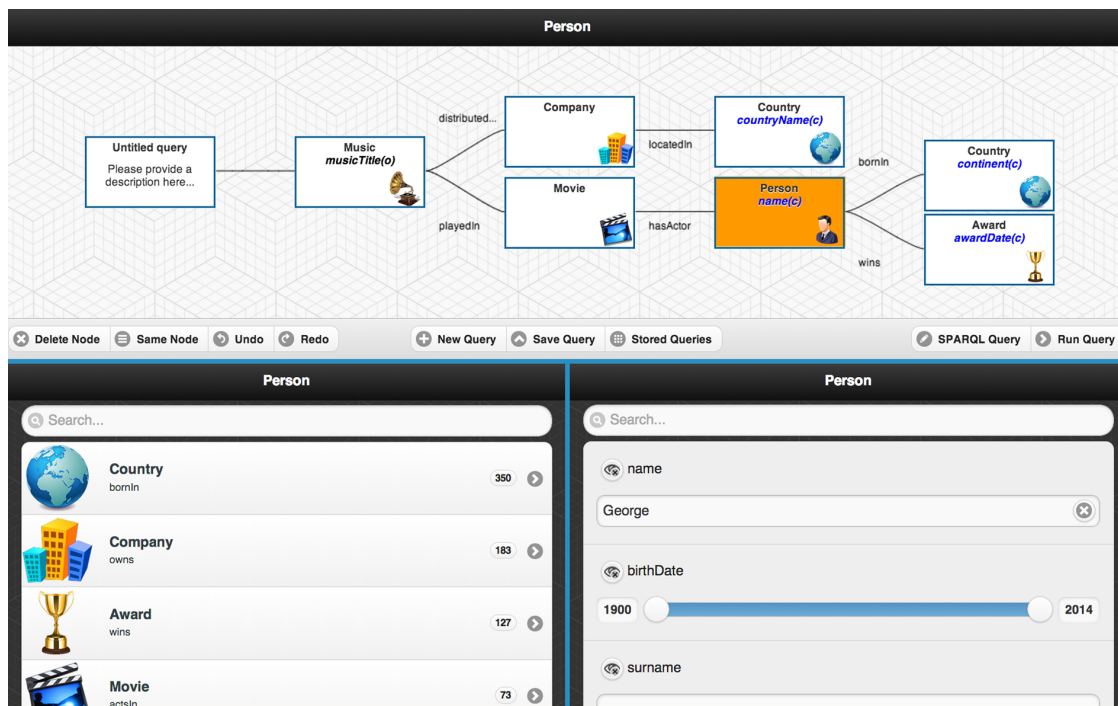 Person
Untitled query
Please provide a
description here...
Music
musicTitle(o)
distributed...
playedIn
Company
Movie
locatedIn
hasActor
Country
countryName(c)
Person
name(c)
bornIn
wins
Country
continent(c)
Award
awardDate(c)
Delete Node
Same Node
Undo
Redo
New Query
Save Query
Stored Queries
SPARQL Query
Run Query
Person
Search...
Country
bornIn
350
Company
owns
183
Award
wins
127
Movie
actsIn
73
Person
Search...
name
George
birthDate
1900
2014
surname